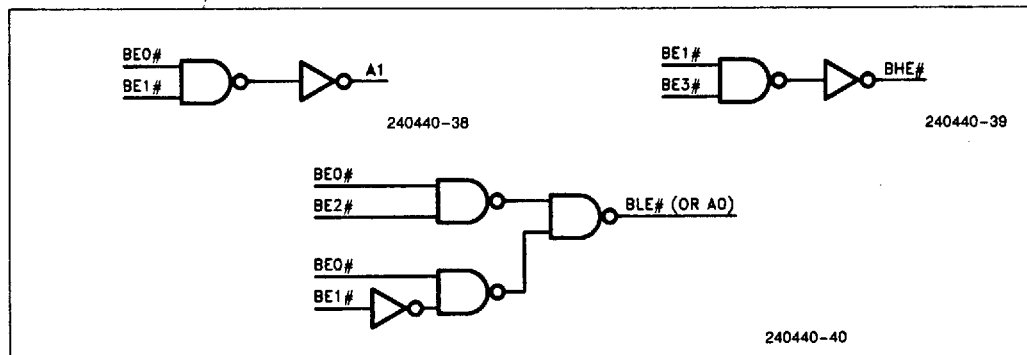 BE0#
BE1#
A1
240440-38
BE1#
BE3#
BHE#
240440-39
BE0#
BE2#
BLE# (OR A0)
BE0#
BE1#
240440-40